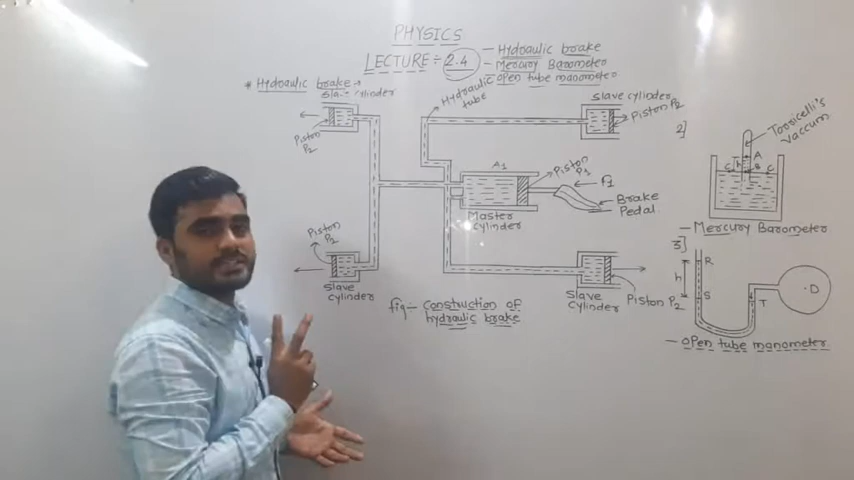 PHYSICS
LECTURE÷ 2.4
- Hydraulic brake
- Mercury Barometer
- Open tube manometer
* Hydraulic brake→
Slave cylinder
Piston P2
Hydraulic tube
Slave cylinder
Piston P2
A1
Piston P1
F1
Brake Pedal
Master cylinder
Piston P2
Slave cylinder
Slave cylinder
Piston P2
fig÷ Construction of
hydraulic brake
2]
Torricelli's
vaccum
A
h
B
C
C
- Mercury Barometer
3]
R
h
S
T
D
- Open tube manometer